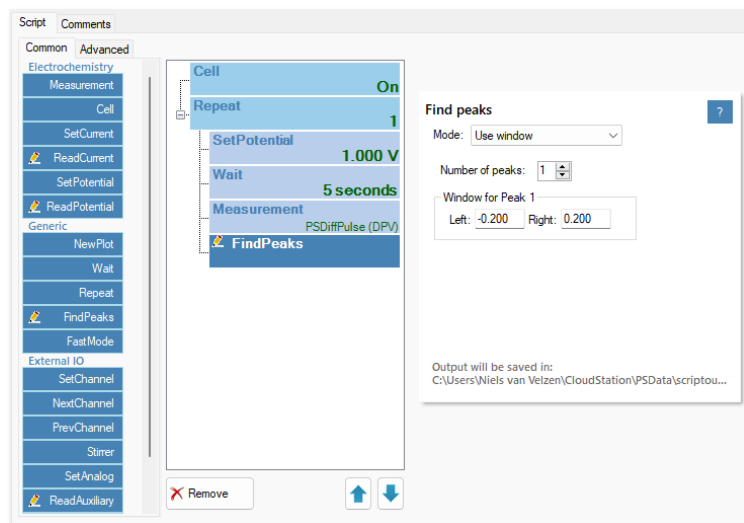 Script Comments
Common Advanced
Electrochemistry
Measurement
Cell
SetCurrent
ReadCurrent
SetPotential
ReadPotential
Generic
NewPlot
Wait
Repeat
FindPeaks
FastMode
External IO
SetChannel
NextChannel
PrevChannel
Stirrer
SetAnalog
ReadAuxiliary
Cell
On
Repeat
1
SetPotential
1.000 V
Wait
5 seconds
Measurement
PSDiffPulse (DPV)
FindPeaks
Remove
Find peaks
?
Mode: Use window
Number of peaks: 1
Window for Peak 1
Left: -0.200 Right: 0.200
Output will be saved in:
C:\Users\Niels van Velzen\CloudStation\PSData\scriptou...